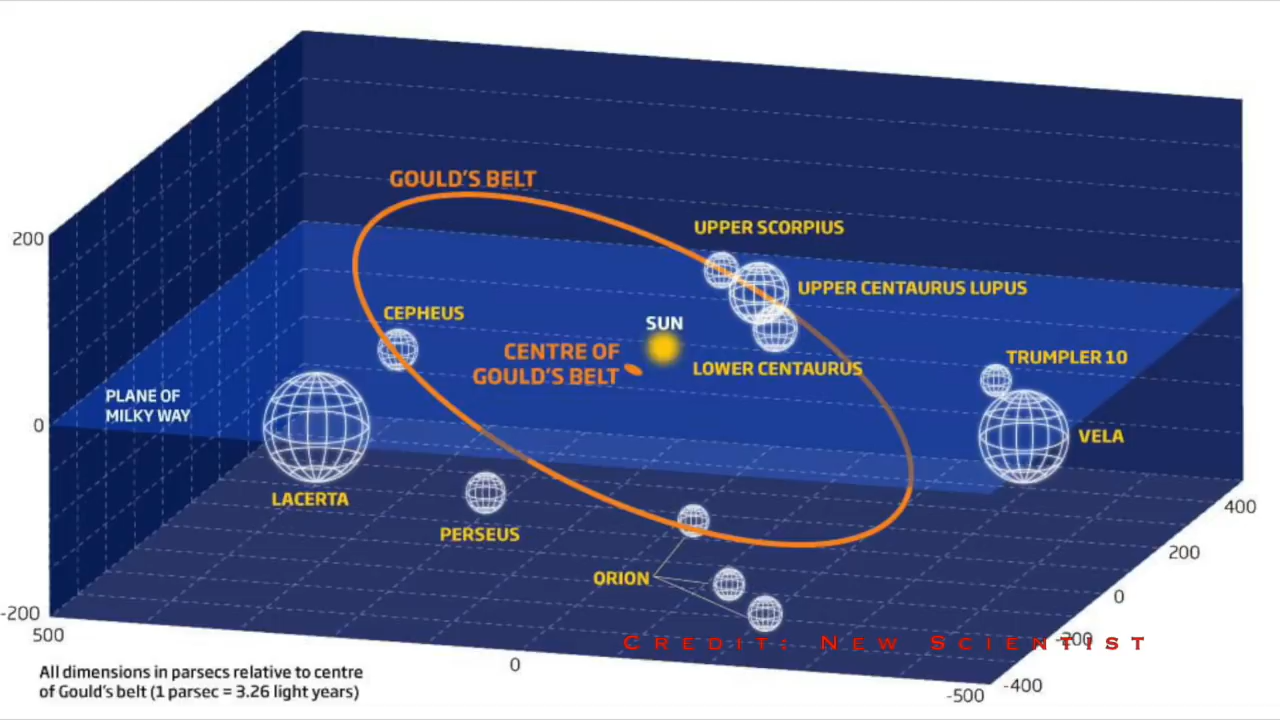 GOULD'S BELT
UPPER SCORPIUS
200
UPPER CENTAURUS LUPUS
CEPHEUS
SUN
CENTRE OF
GOULD'S BELT
TRUMPLER 10
LOWER CENTAURUS
PLANE OF
MILKY WAY
0
VELA
LACERTA
400
PERSEUS
200
ORION
0
-200
500
-200
CREDIT: NEW SCIENTIST
0
All dimensions in parsecs relative to centre
of Gould's belt (1 parsec = 3.26 light years)
-400
-500